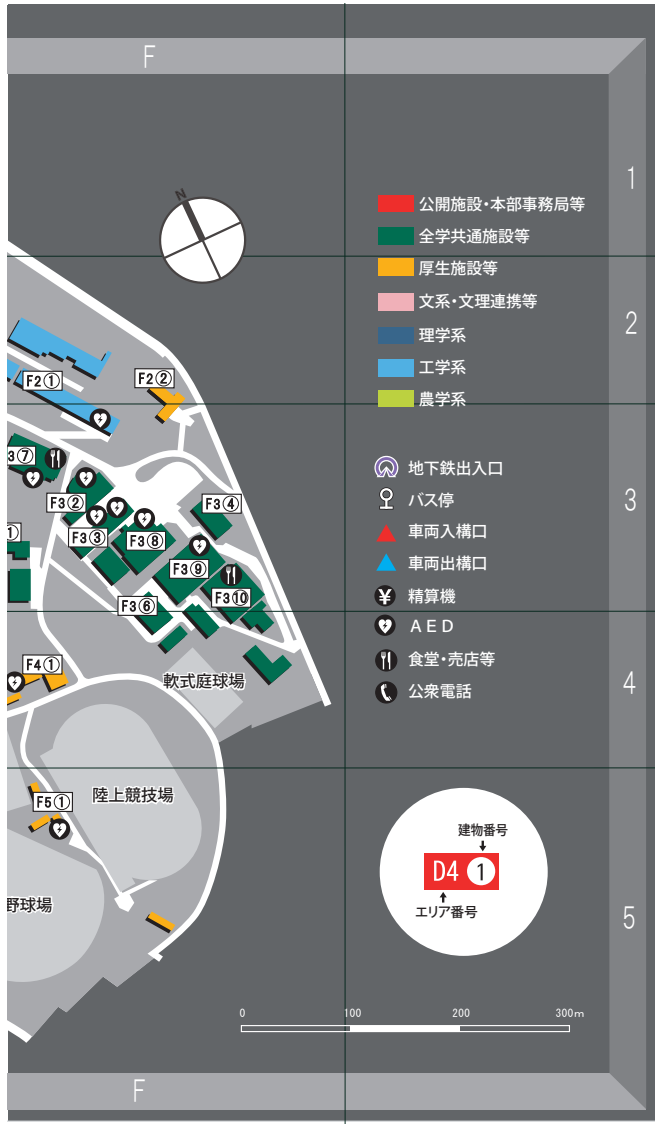 F
N
1
公開施設・本部事務局等
全学共通施設等
厚生施設等
文系・文理連携等
2
理学系
工学系
農学系
F2①
F2②
3⑦
F3②
F3④
F3③
F3⑧
1
F3⑨
F3⑩
F3⑥
地下鉄出入口
バス停
3
車両入構口
車両出構口
¥ 精算機
AED
食堂・売店等
公衆電話
4
F4①
軟式庭球場
F5①
陸上競技場
野球場
建物番号
D4 1
エリア番号
5
0 100 200 300m
F